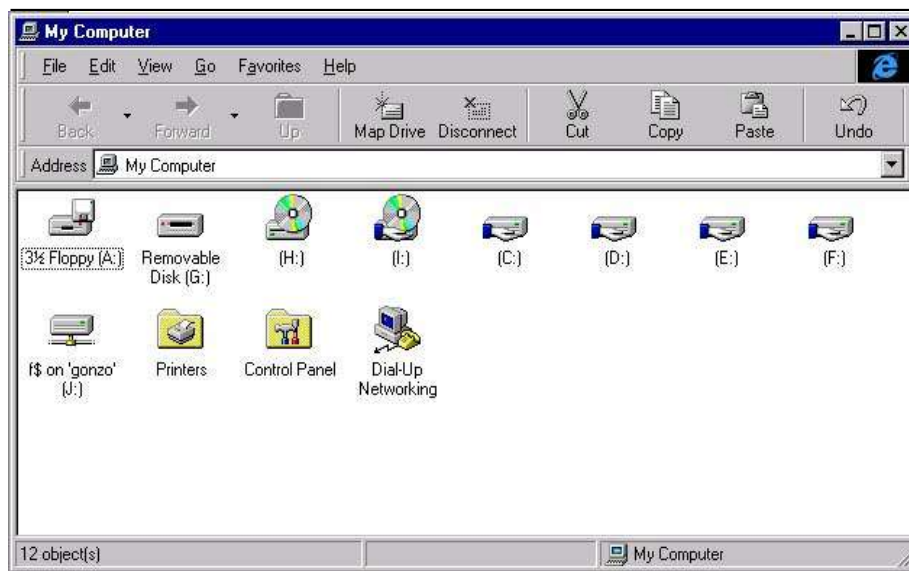 My Computer
File Edit View Go Favorites Help
Back Forward Up Map Drive Disconnect Cut Copy Paste Undo
Address My Computer
3½ Floppy (A:) Removable Disk (G:) (H:) (I:) (C:) (D:) (E:) (F:)
f$ on 'gonzo' (J:) Printers Control Panel Dial-Up Networking
12 object(s) My Computer